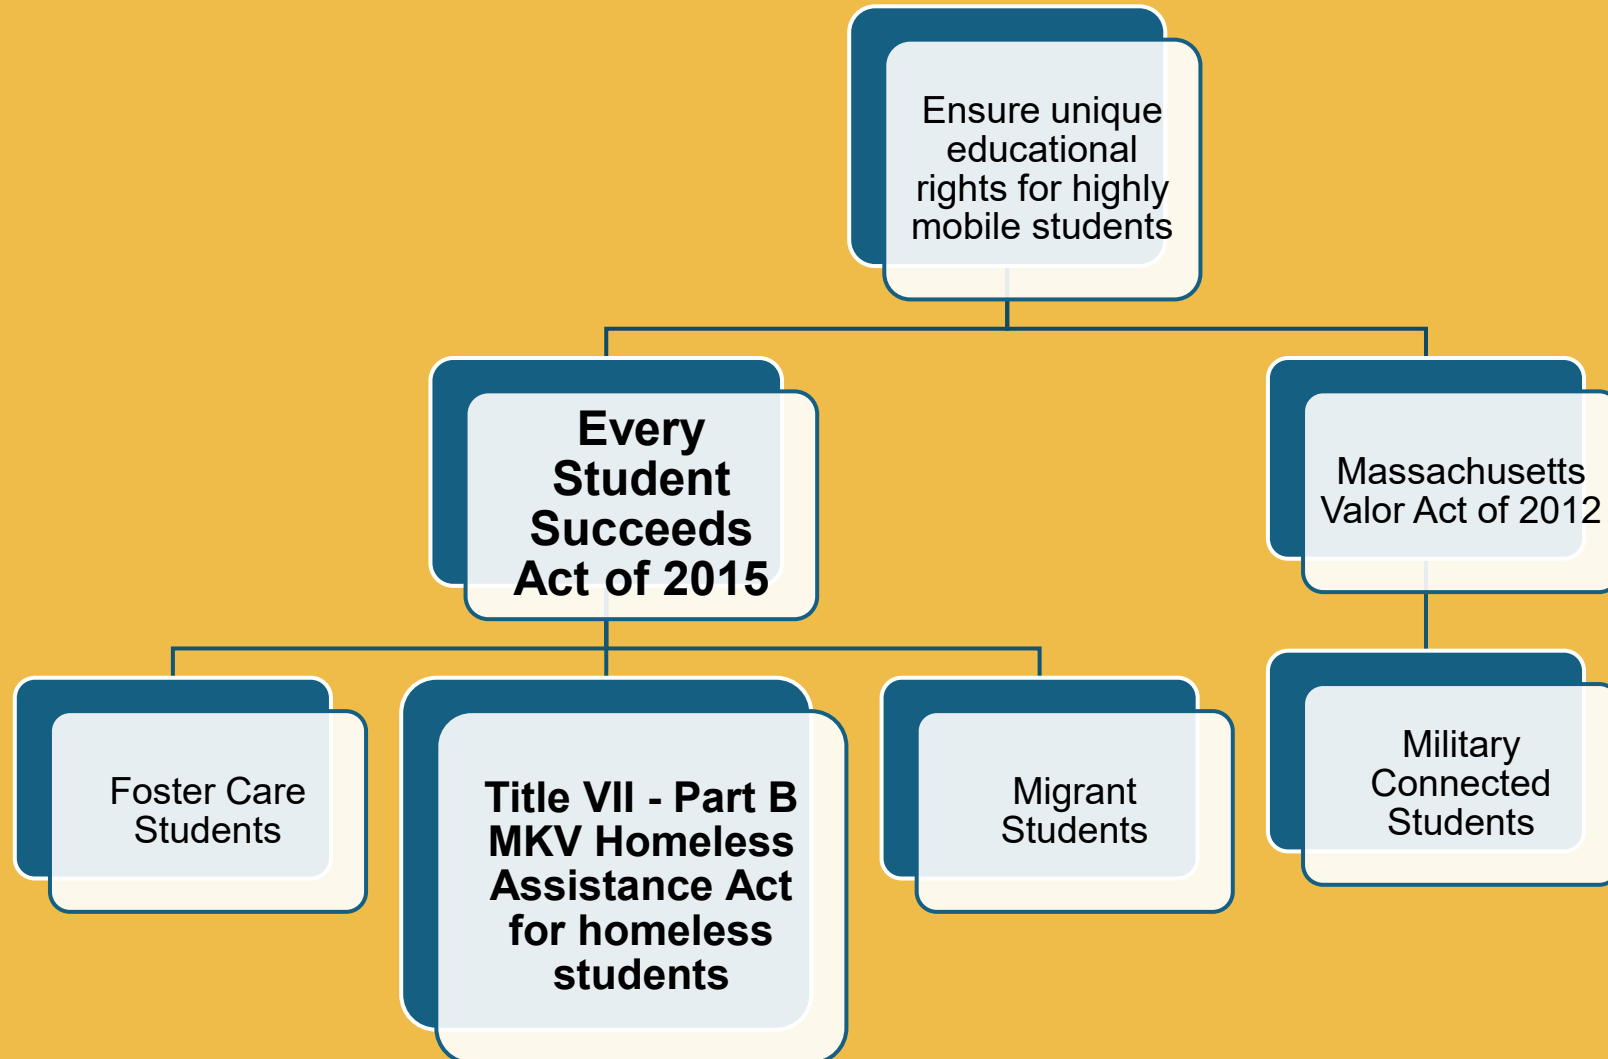 Ensure unique
educational
rights for highly
mobile students
Every
Student
Succeeds
Act of 2015
Massachusetts
Valor Act of 2012
Foster Care
Students
Title VII - Part B
MKV Homeless
Assistance Act
for homeless
students
Migrant
Students
Military
Connected
Students